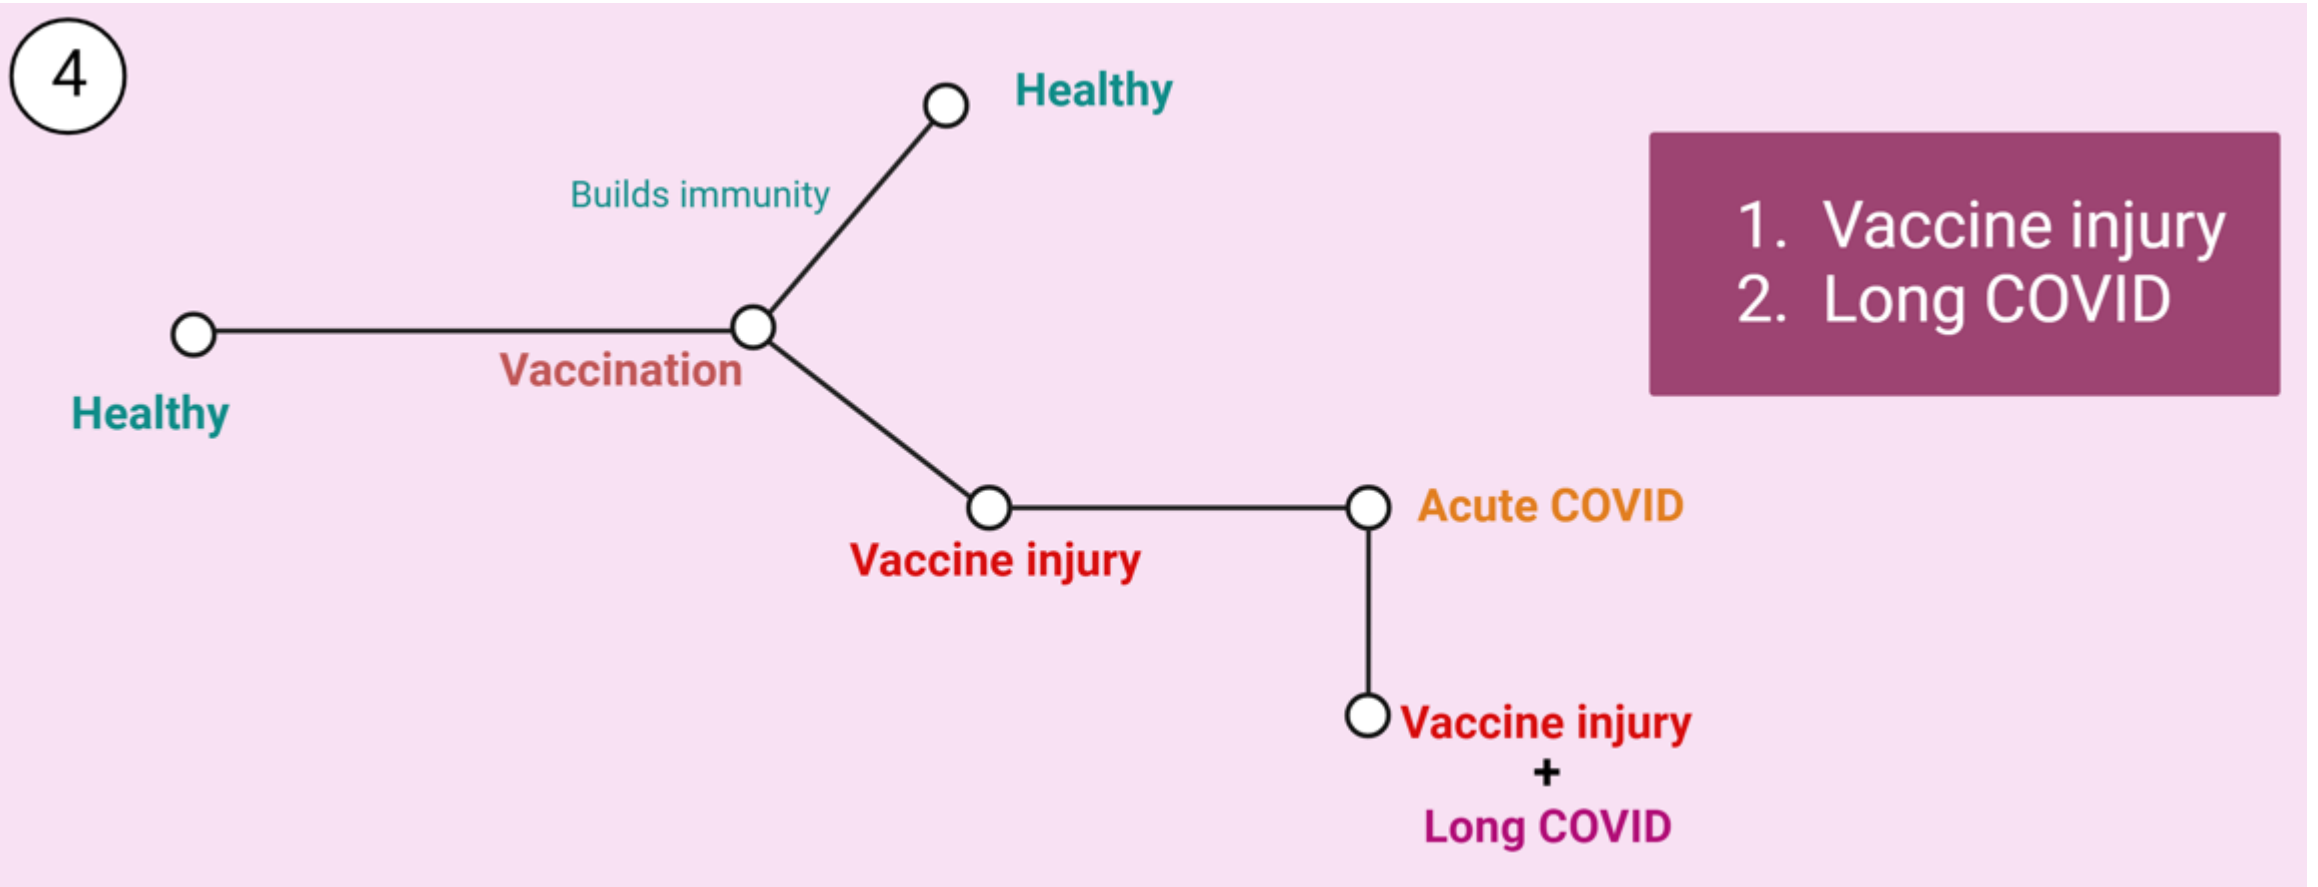 4
Healthy
Builds immunity
1. Vaccine injury
2. Long COVID
Vaccination
Healthy
Acute COVID
Vaccine injury
Vaccine injury
+
Long COVID